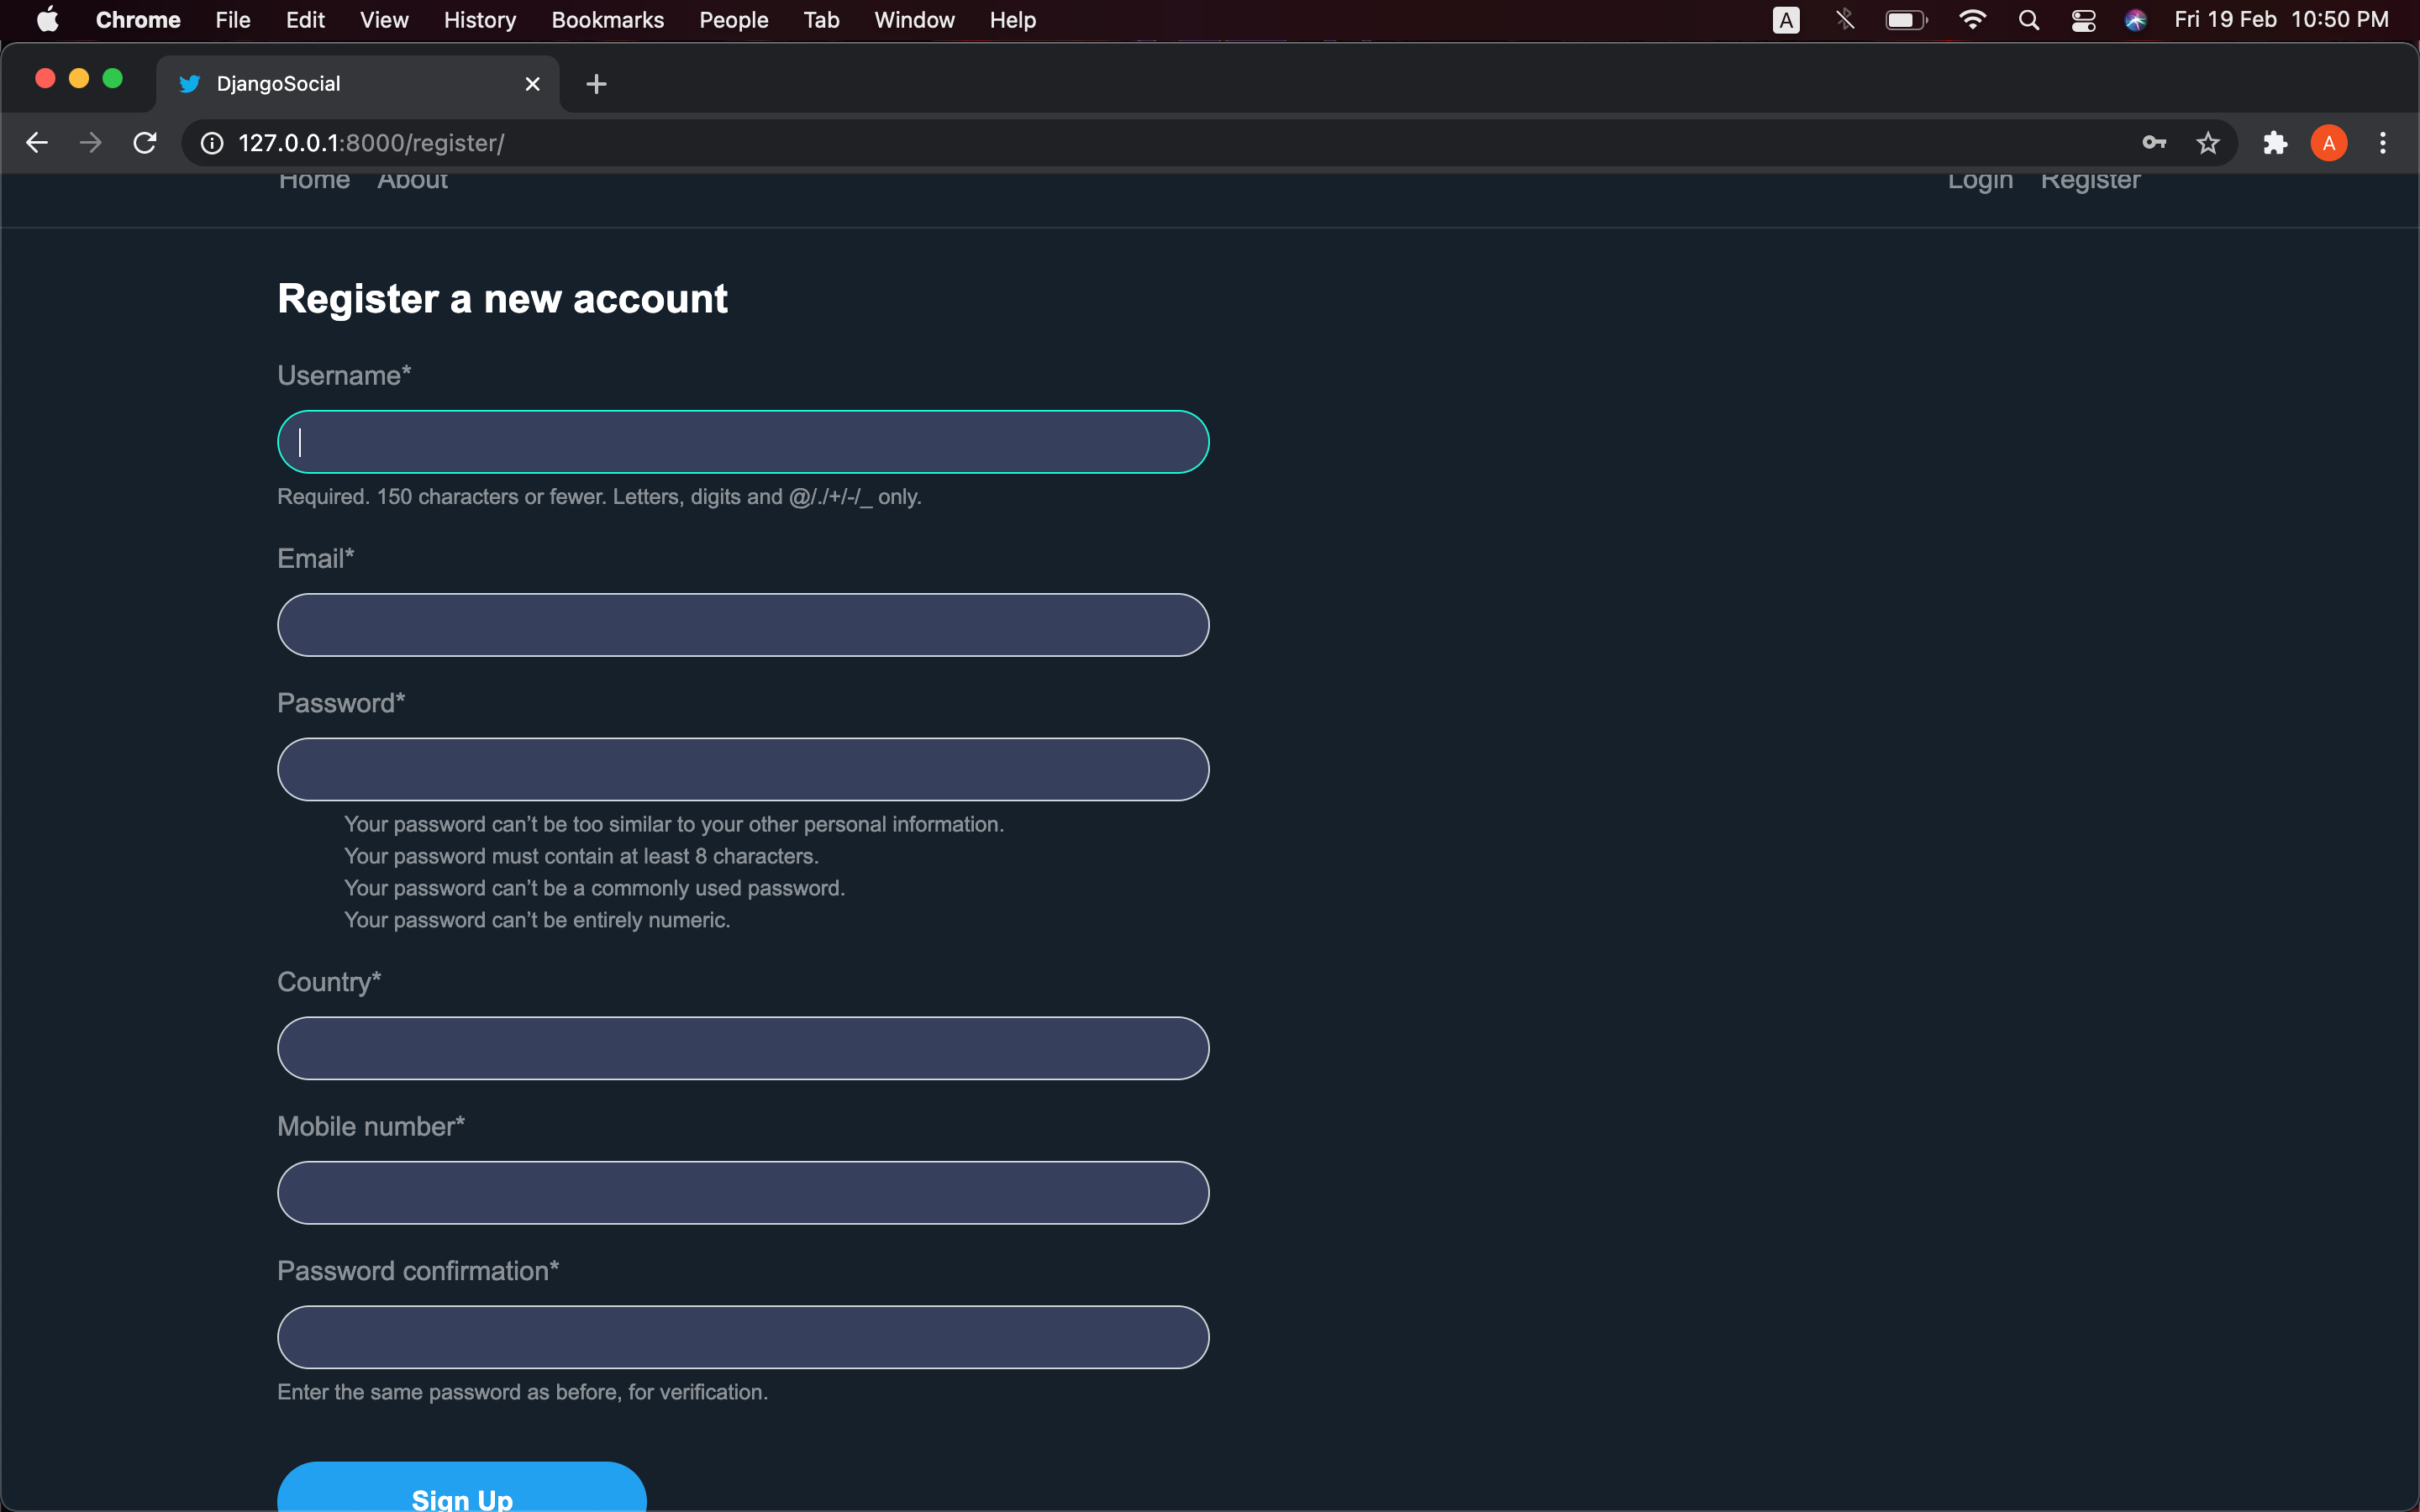 Chrome File Edit View History Bookmarks People Tab Window Help A Fri 19 Feb 10:50 PM
DjangoSocial
127.0.0.1:8000/register/ A
Home About Login Register
Register a new account
Username*
Required. 150 characters or fewer. Letters, digits and @/./+/-/_ only.
Email*
Password*
Your password can’t be too similar to your other personal information.
Your password must contain at least 8 characters.
Your password can’t be a commonly used password.
Your password can’t be entirely numeric.
Country*
Mobile number*
Password confirmation*
Enter the same password as before, for verification.
Sign Up